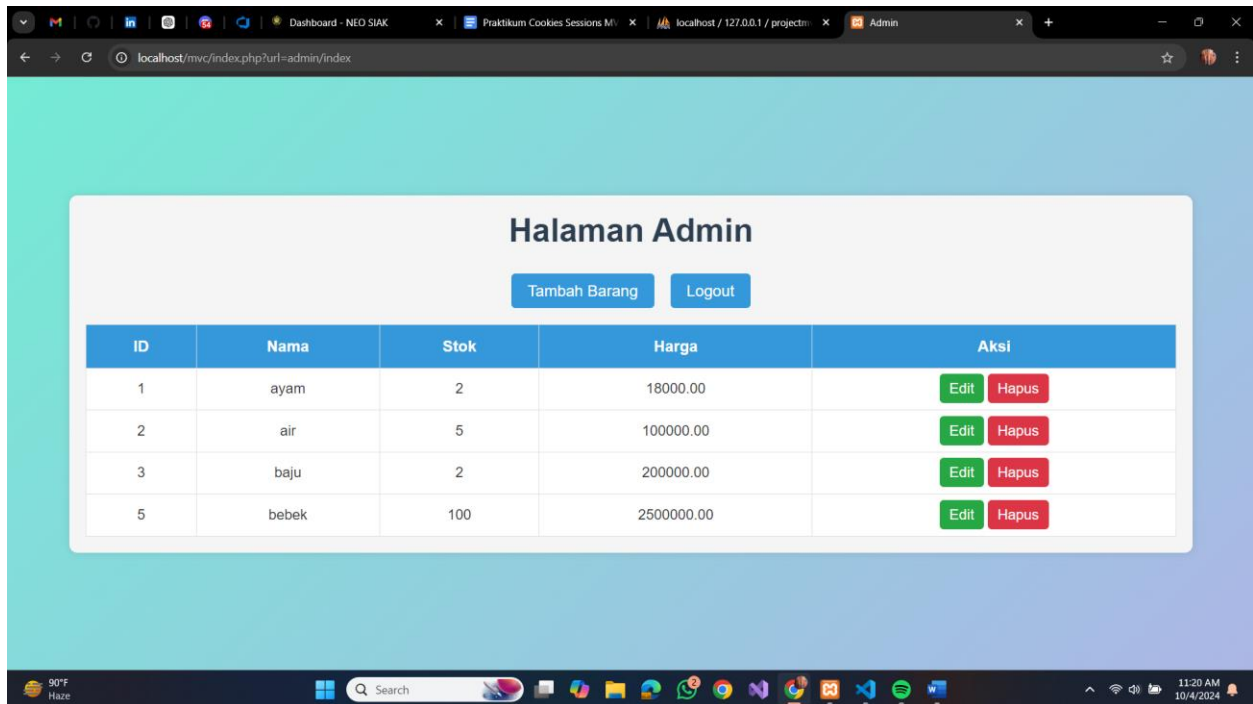 Dashboard - NEO SIAK
Praktikum Cookies Sessions MV
localhost / 127.0.0.1 / projectm
Admin
localhost/mvc/index.php?url=admin/index
Halaman Admin
Tambah Barang Logout
ID Nama Stok Harga Aksi
1 ayam 2 18000.00 Edit Hapus
2 air 5 100000.00 Edit Hapus
3 baju 2 200000.00 Edit Hapus
5 bebek 100 2500000.00 Edit Hapus
90°F
Haze
Search
2
11:20 AM
10/4/2024